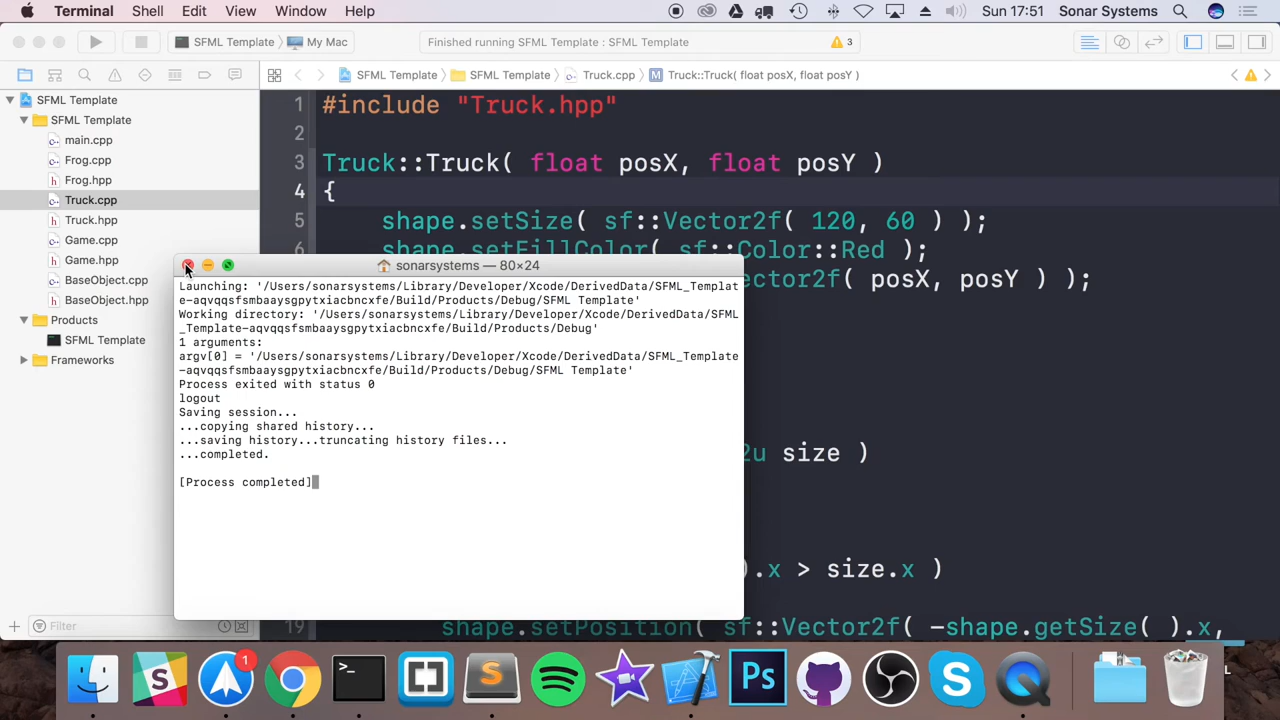 Terminal Shell Edit View Window Help Sun 17:51 Sonar Systems
SFML Template My Mac Finished running SFML Template : SFML Template 3
SFML Template SFML Template Truck.cpp M Truck::Truck( float posX, float posY )
SFML Template
SFML Template
main.cpp
Frog.cpp
Frog.hpp
Truck.cpp
Truck.hpp
Game.cpp
Game.hpp
BaseObject.cpp
BaseObject.hpp
Products
SFML Template
Frameworks
Filter
1 #include "Truck.hpp"
2
3 Truck::Truck( float posX, float posY )
4 {
5 shape.setSize( sf::Vector2f( 120, 60 ) );
6 shape.setFillColor( sf::Color::Red );
ector2f( posX, posY ) );
2u size )
).x > size.x )
19 shape.setPosition( sf::Vector2f( -shape.getSize( ).x,
sonarsystems — 80×24
Launching: '/Users/sonarsystems/Library/Developer/Xcode/DerivedData/SFML_Templat
e-aqvqqsfsmbaaysgpytxiacbncxfe/Build/Products/Debug/SFML Template'
Working directory: '/Users/sonarsystems/Library/Developer/Xcode/DerivedData/SFML
_Template-aqvqqsfsmbaaysgpytxiacbncxfe/Build/Products/Debug'
1 arguments:
argv[0] = '/Users/sonarsystems/Library/Developer/Xcode/DerivedData/SFML_Template
-aqvqqsfsmbaaysgpytxiacbncxfe/Build/Products/Debug/SFML Template'
Process exited with status 0
logout
Saving session...
...copying shared history...
...saving history...truncating history files...
...completed.
[Process completed]
1
Ps